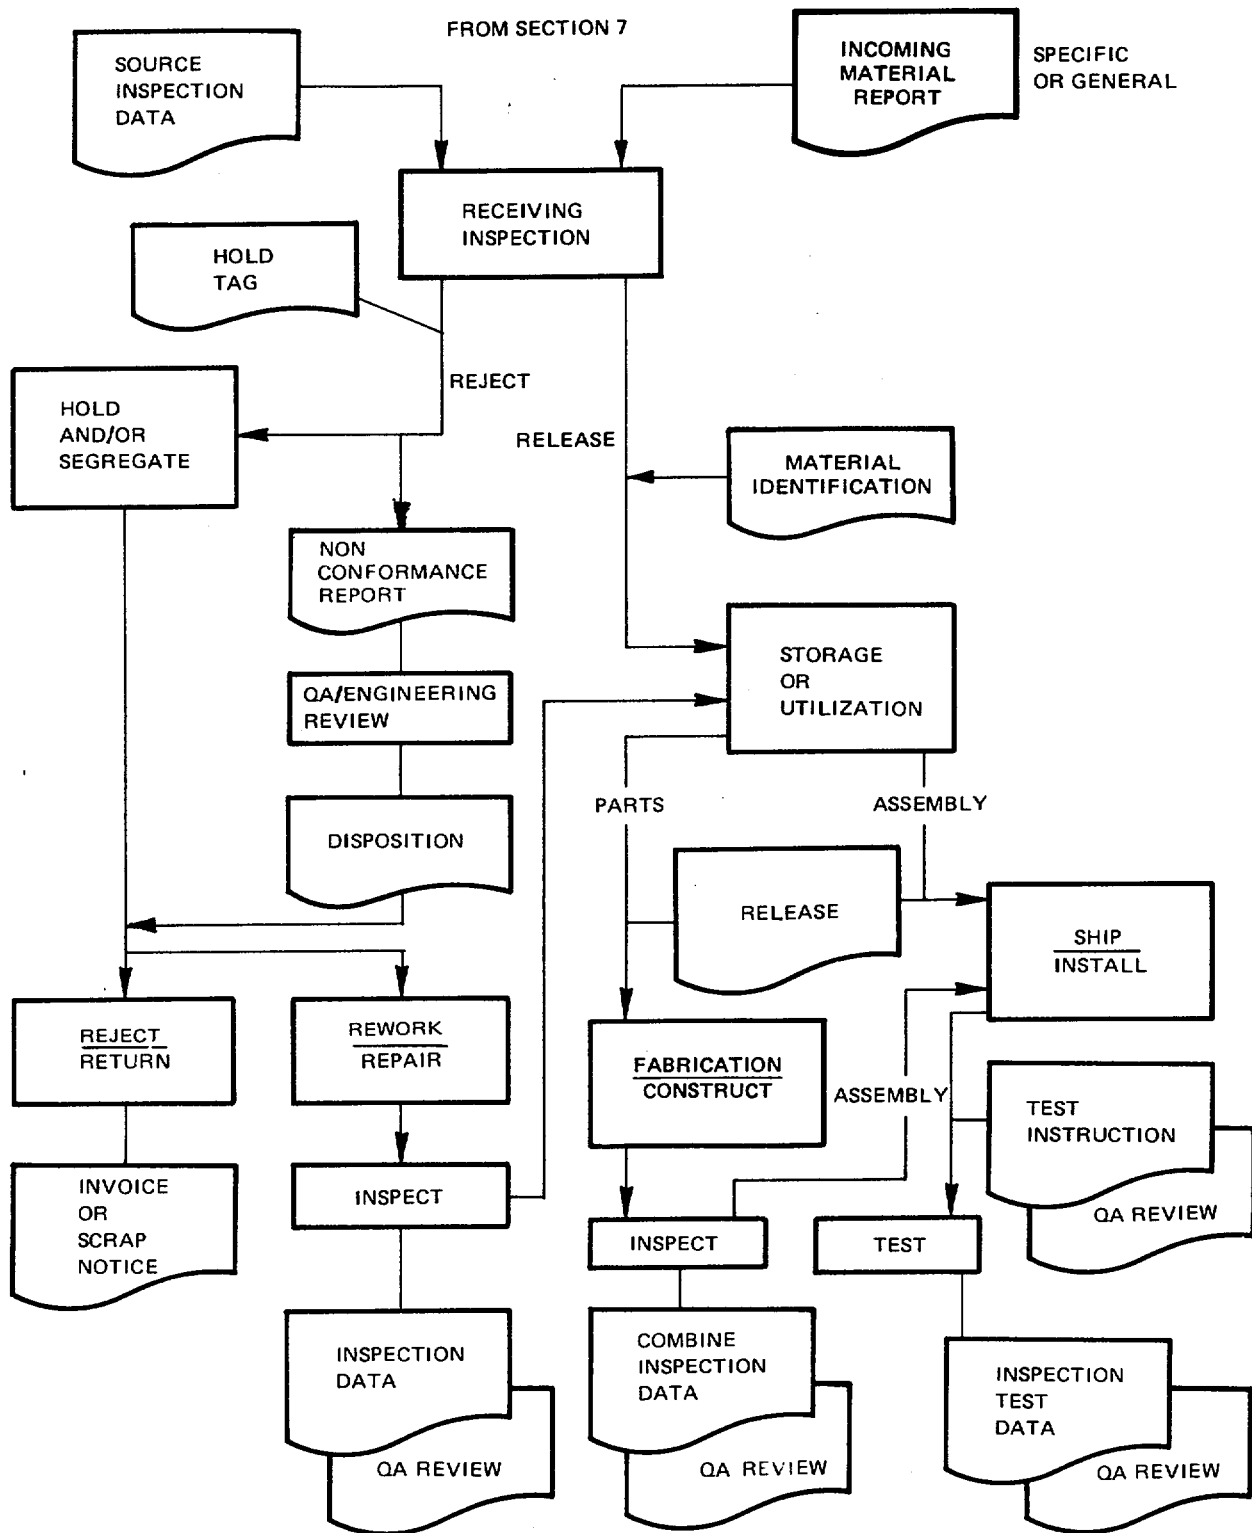 FROM SECTION 7
SOURCE
INSPECTION
DATA
INCOMING
MATERIAL
REPORT
SPECIFIC
OR GENERAL
RECEIVING
INSPECTION
HOLD
TAG
REJECT
HOLD
AND/OR
SEGREGATE
RELEASE
MATERIAL
IDENTIFICATION
NON
CONFORMANCE
REPORT
STORAGE
OR
UTILIZATION
QA/ENGINEERING
REVIEW
PARTS
ASSEMBLY
DISPOSITION
RELEASE
SHIP
INSTALL
REJECT
RETURN
REWORK
REPAIR
FABRICATION
CONSTRUCT
ASSEMBLY
TEST
INSTRUCTION
QA REVIEW
INVOICE
OR
SCRAP
NOTICE
INSPECT
INSPECT
TEST
INSPECTION
DATA
QA REVIEW
COMBINE
INSPECTION
DATA
QA REVIEW
INSPECTION
TEST
DATA
QA REVIEW